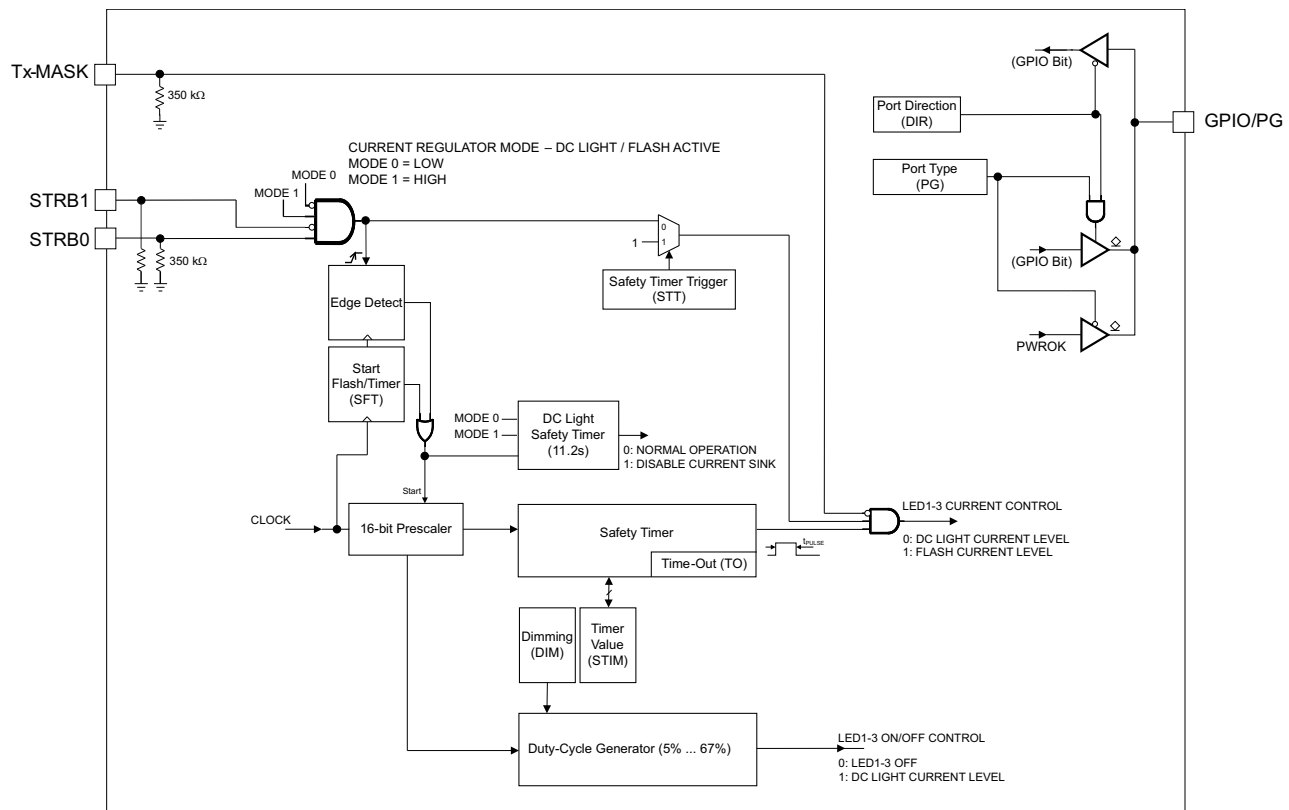 Tx-MASK
350 kΩ
(GPIO Bit)
Port Direction
(DIR)
GPIO/PG
CURRENT REGULATOR MODE – DC LIGHT / FLASH ACTIVE
MODE 0 = LOW
MODE 1 = HIGH
MODE 0
MODE 1
Port Type
(PG)
STRB1
STRB0
350 kΩ
0
1
1
(GPIO Bit)
Safety Timer Trigger
(STT)
Edge Detect
PWROK
Start
Flash/Timer
(SFT)
MODE 0
MODE 1
DC Light
Safety Timer
(11.2s)
0: NORMAL OPERATION
1: DISABLE CURRENT SINK
Start
CLOCK
16-bit Prescaler
Safety Timer
Time-Out (TO)
tPULSE
LED1-3 CURRENT CONTROL
0: DC LIGHT CURRENT LEVEL
1: FLASH CURRENT LEVEL
Dimming
(DIM)
Timer
Value
(STIM)
Duty-Cycle Generator (5% ... 67%)
LED1-3 ON/OFF CONTROL
0: LED1-3 OFF
1: DC LIGHT CURRENT LEVEL